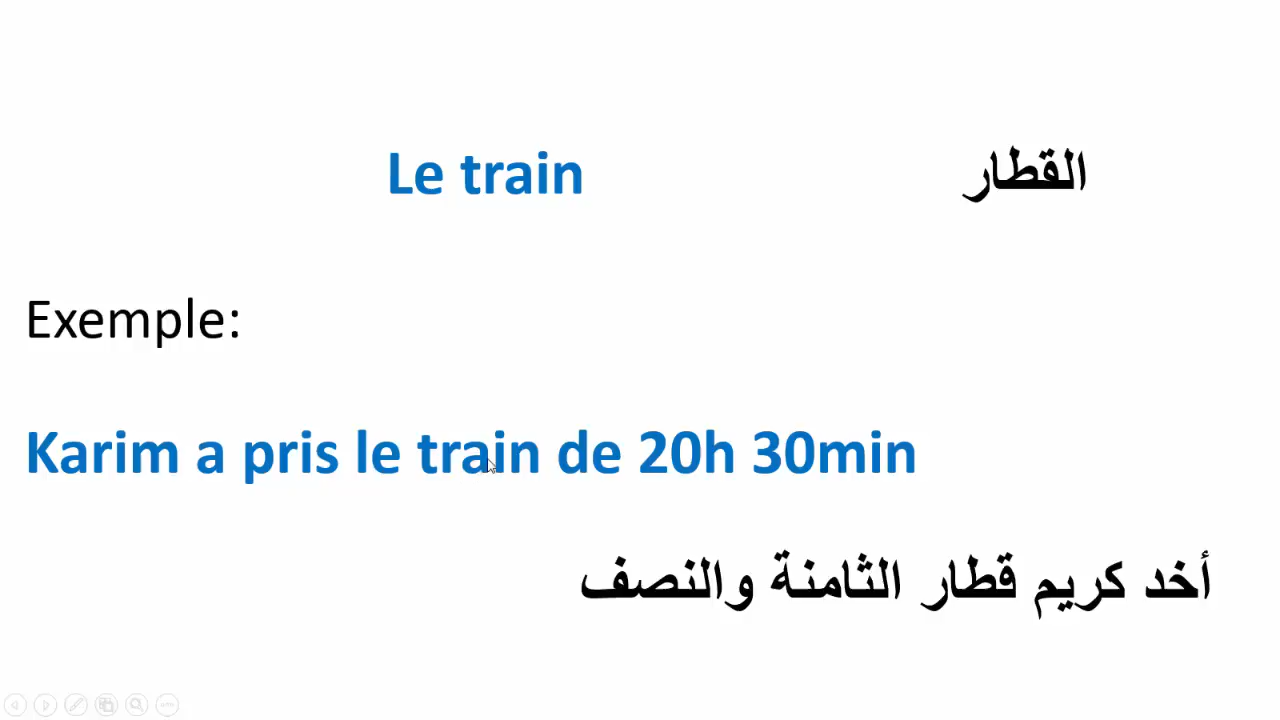 Le train القطار
Exemple:
Karim a pris le train de 20h 30min
أخد كريم قطار الثامنة والنصف